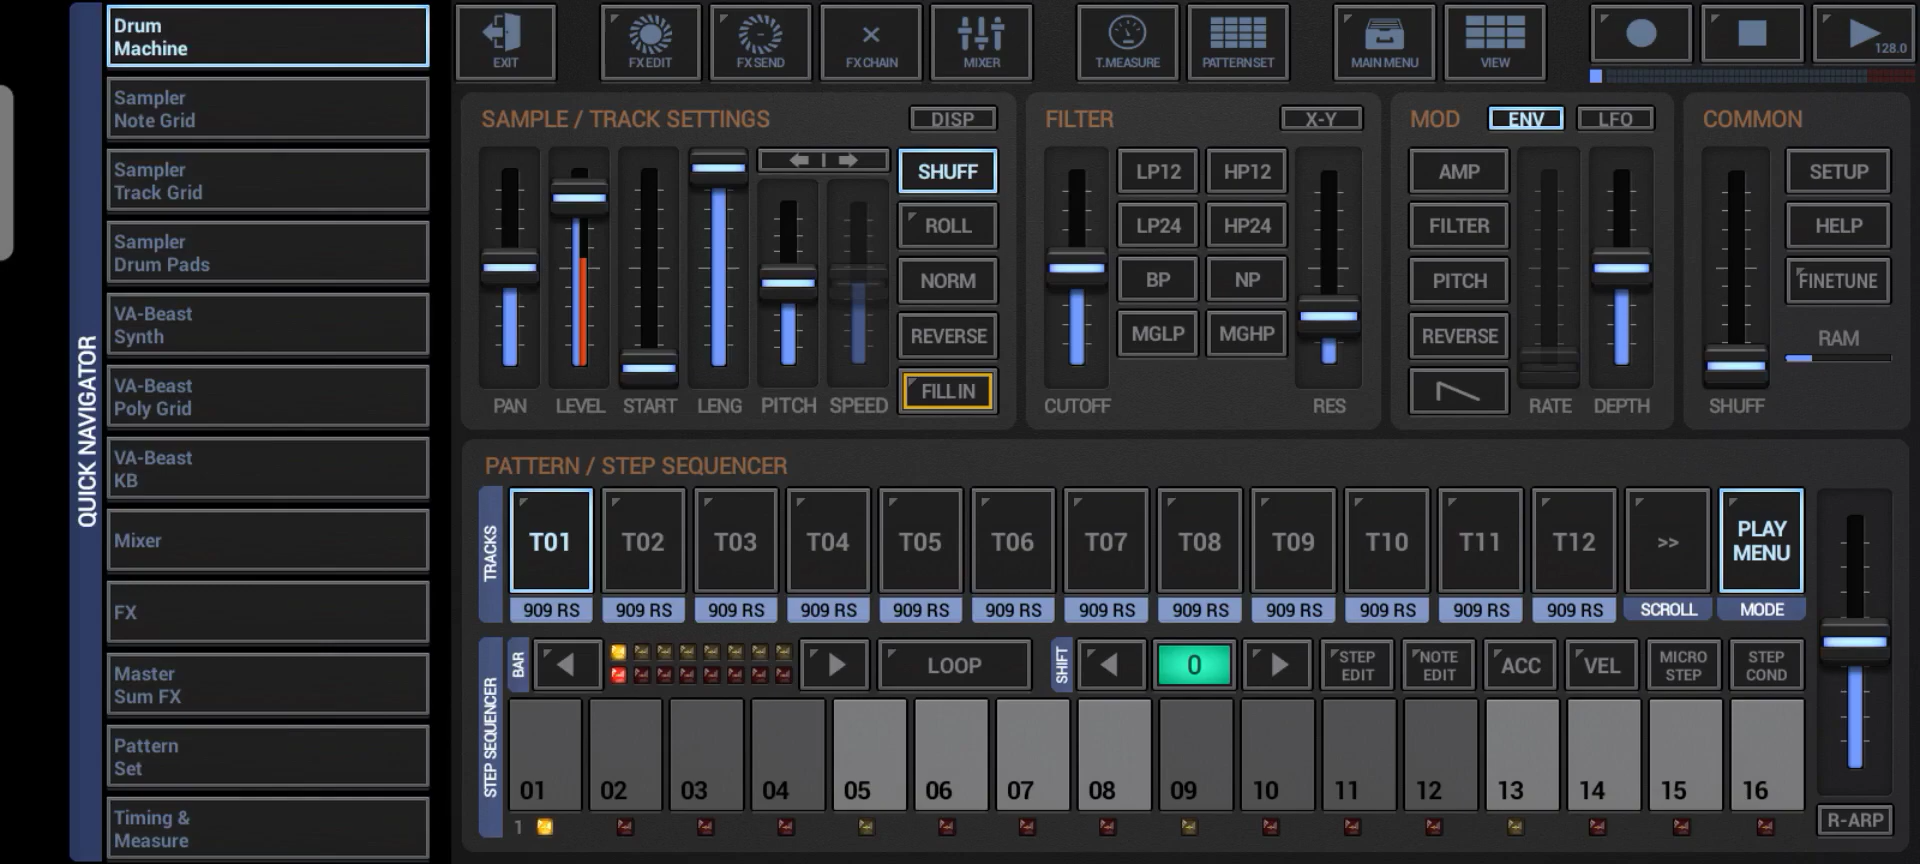 QUICK NAVIGATOR
Drum
Machine
Sampler
Note Grid
Sampler
Track Grid
Sampler
Drum Pads
VA-Beast
Synth
VA-Beast
Poly Grid
VA-Beast
KB
Mixer
FX
Master
Sum FX
Pattern
Set
Timing &
Measure
EXIT
FX EDIT
FX SEND
FX CHAIN
MIXER
T.MEASURE
PATTERN SET
MAIN MENU
VIEW
128.0
SAMPLE / TRACK SETTINGS
DISP
SHUFF
ROLL
NORM
REVERSE
FILL IN
PAN
LEVEL
START
LENG
PITCH
SPEED
FILTER
X-Y
LP12
HP12
LP24
HP24
BP
NP
MGLP
MGHP
CUTOFF
RES
MOD
ENV
LFO
AMP
FILTER
PITCH
REVERSE
RATE
DEPTH
COMMON
SETUP
HELP
FINETUNE
RAM
SHUFF
PATTERN / STEP SEQUENCER
TRACKS
T01
T02
T03
T04
T05
T06
T07
T08
T09
T10
T11
T12
>>
PLAY
MENU
909 RS
909 RS
909 RS
909 RS
909 RS
909 RS
909 RS
909 RS
909 RS
909 RS
909 RS
909 RS
SCROLL
MODE
STEP SEQUENCER
BAR
LOOP
SHIFT
0
STEP
EDIT
NOTE
EDIT
ACC
VEL
MICRO
STEP
STEP
COND
01
02
03
04
05
06
07
08
09
10
11
12
13
14
15
16
1
R-ARP